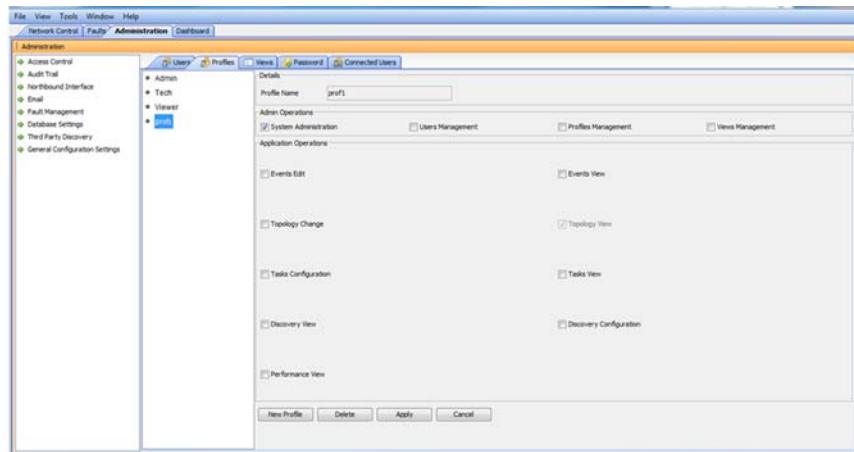 File View Tools Window Help
Network Control Faults Administration Dashboard
Administration
Access Control
Audit Trail
Northbound Interface
Email
Fault Management
Database Settings
Third Party Discovery
General Configuration Settings
Users Profiles Views Password Connected Users
Admin
Tech
Viewer
prof1
Details
Profile Name prof1
Admin Operations
System Administration Users Management Profiles Management Views Management
Application Operations
Events Edit Events View
Topology Change Topology View
Tasks Configuration Tasks View
Discovery View Discovery Configuration
Performance View
New Profile Delete Apply Cancel